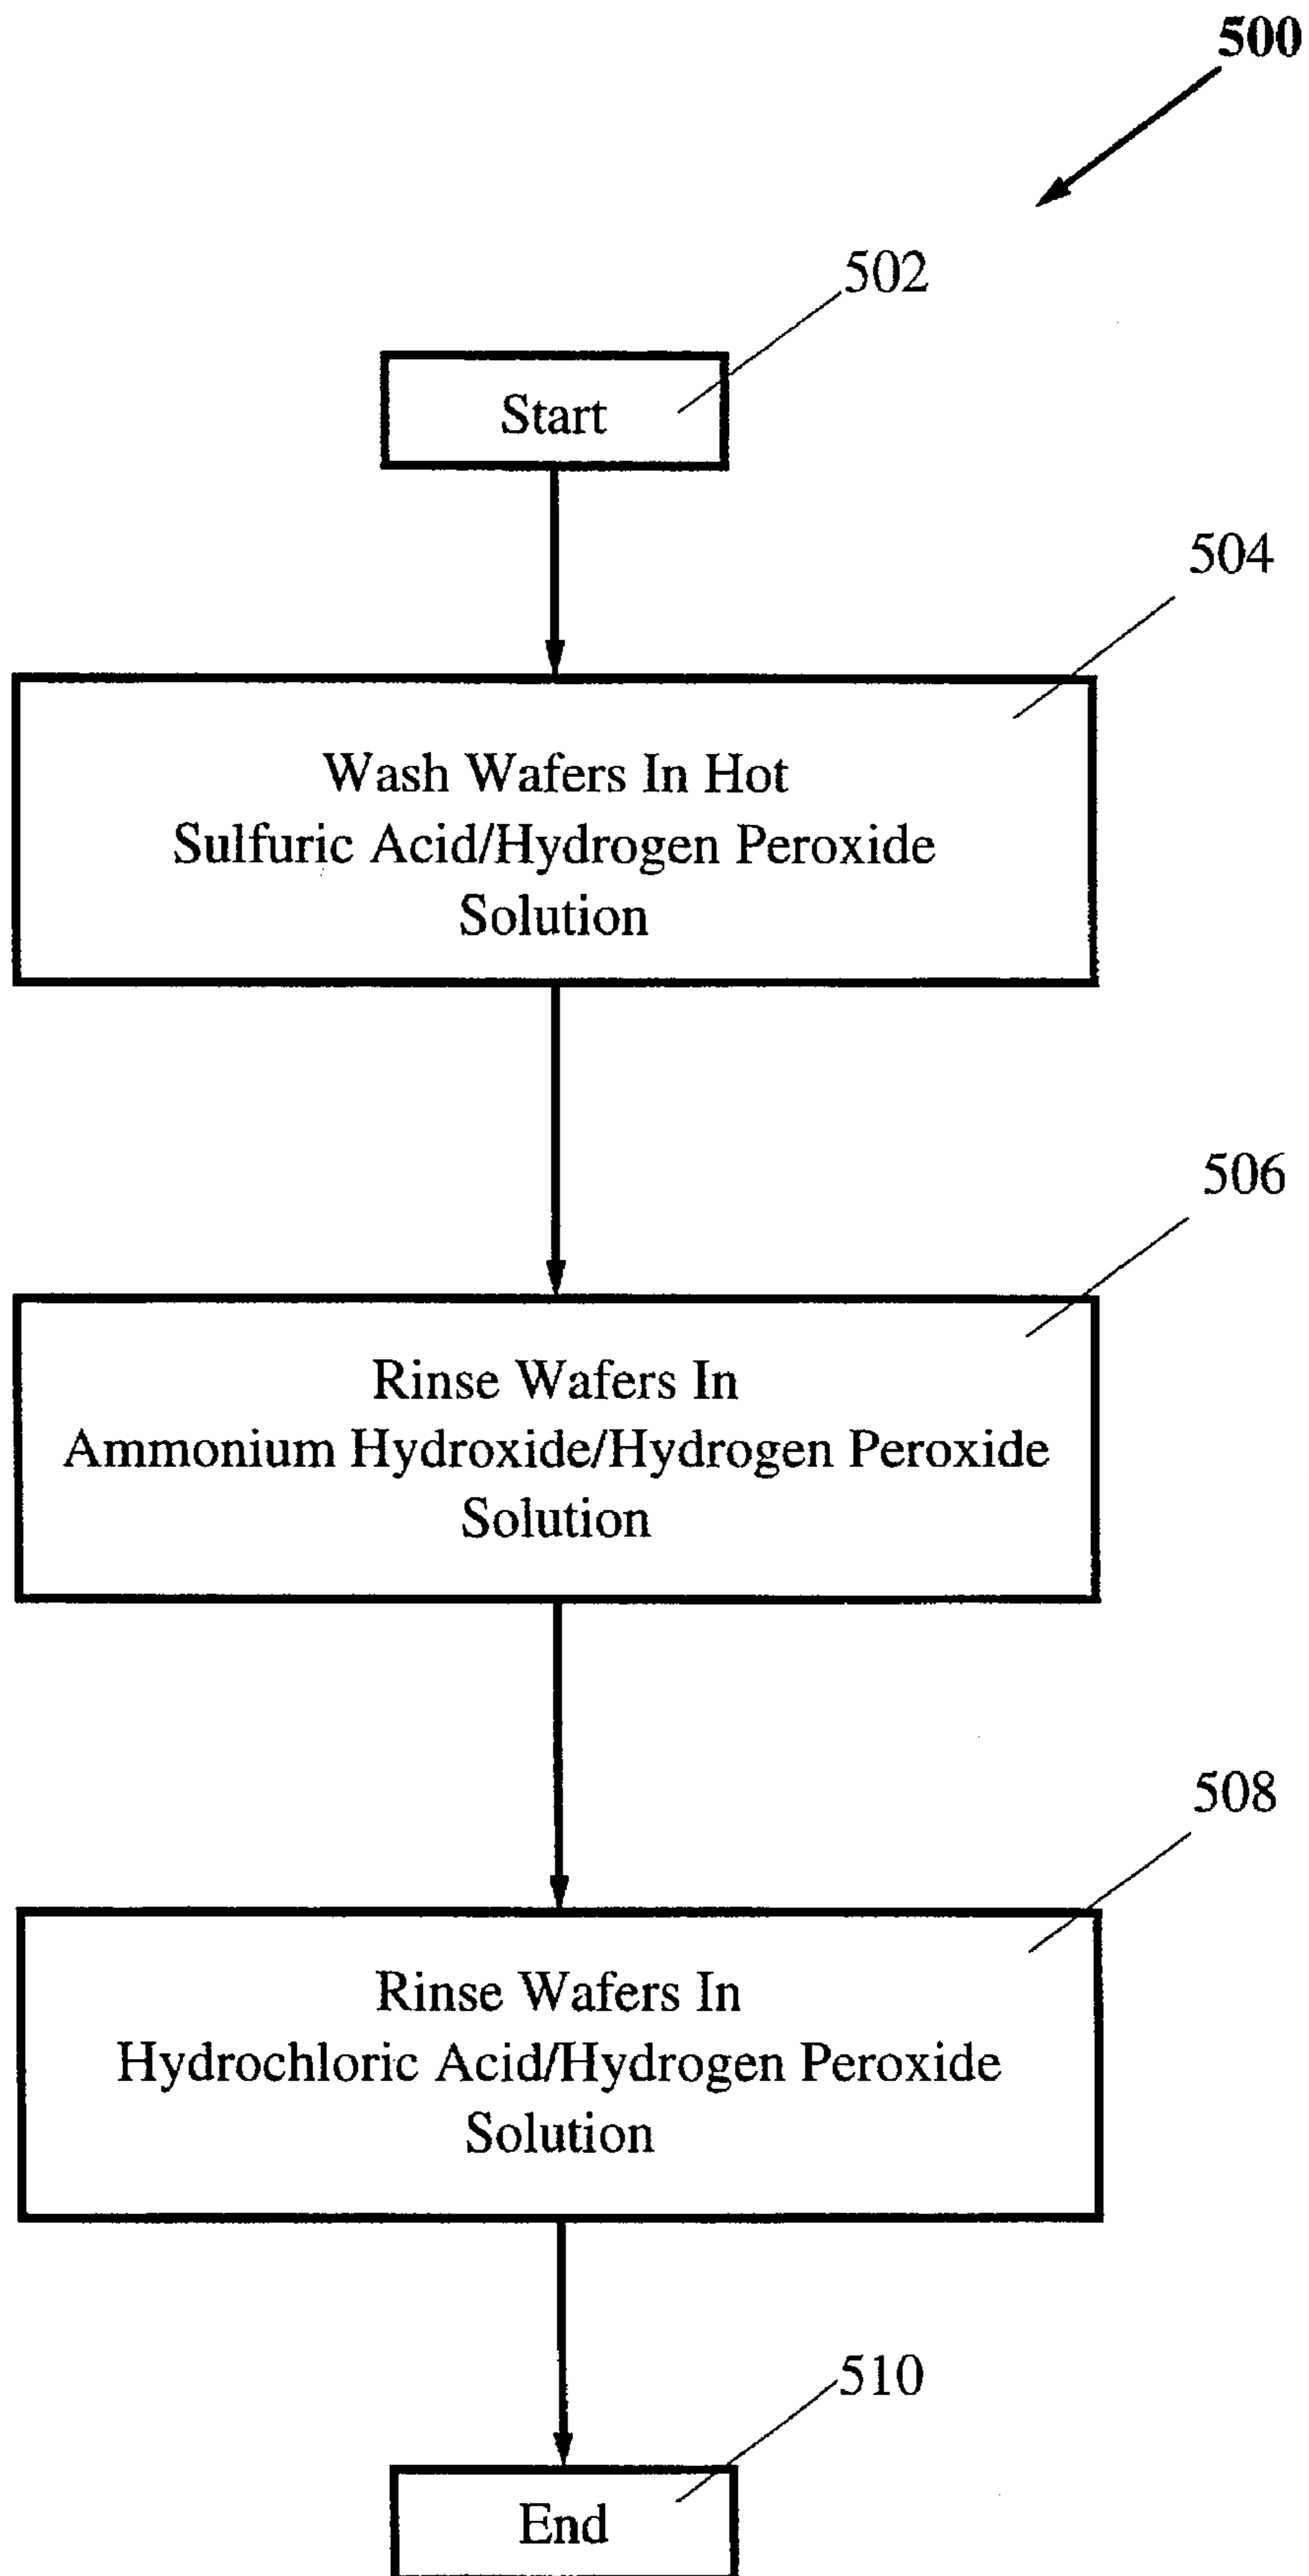 500
502
Start
504
Wash Wafers In Hot
Sulfuric Acid/Hydrogen Peroxide
Solution
506
Rinse Wafers In
Ammonium Hydroxide/Hydrogen Peroxide
Solution
508
Rinse Wafers In
Hydrochloric Acid/Hydrogen Peroxide
Solution
510
End